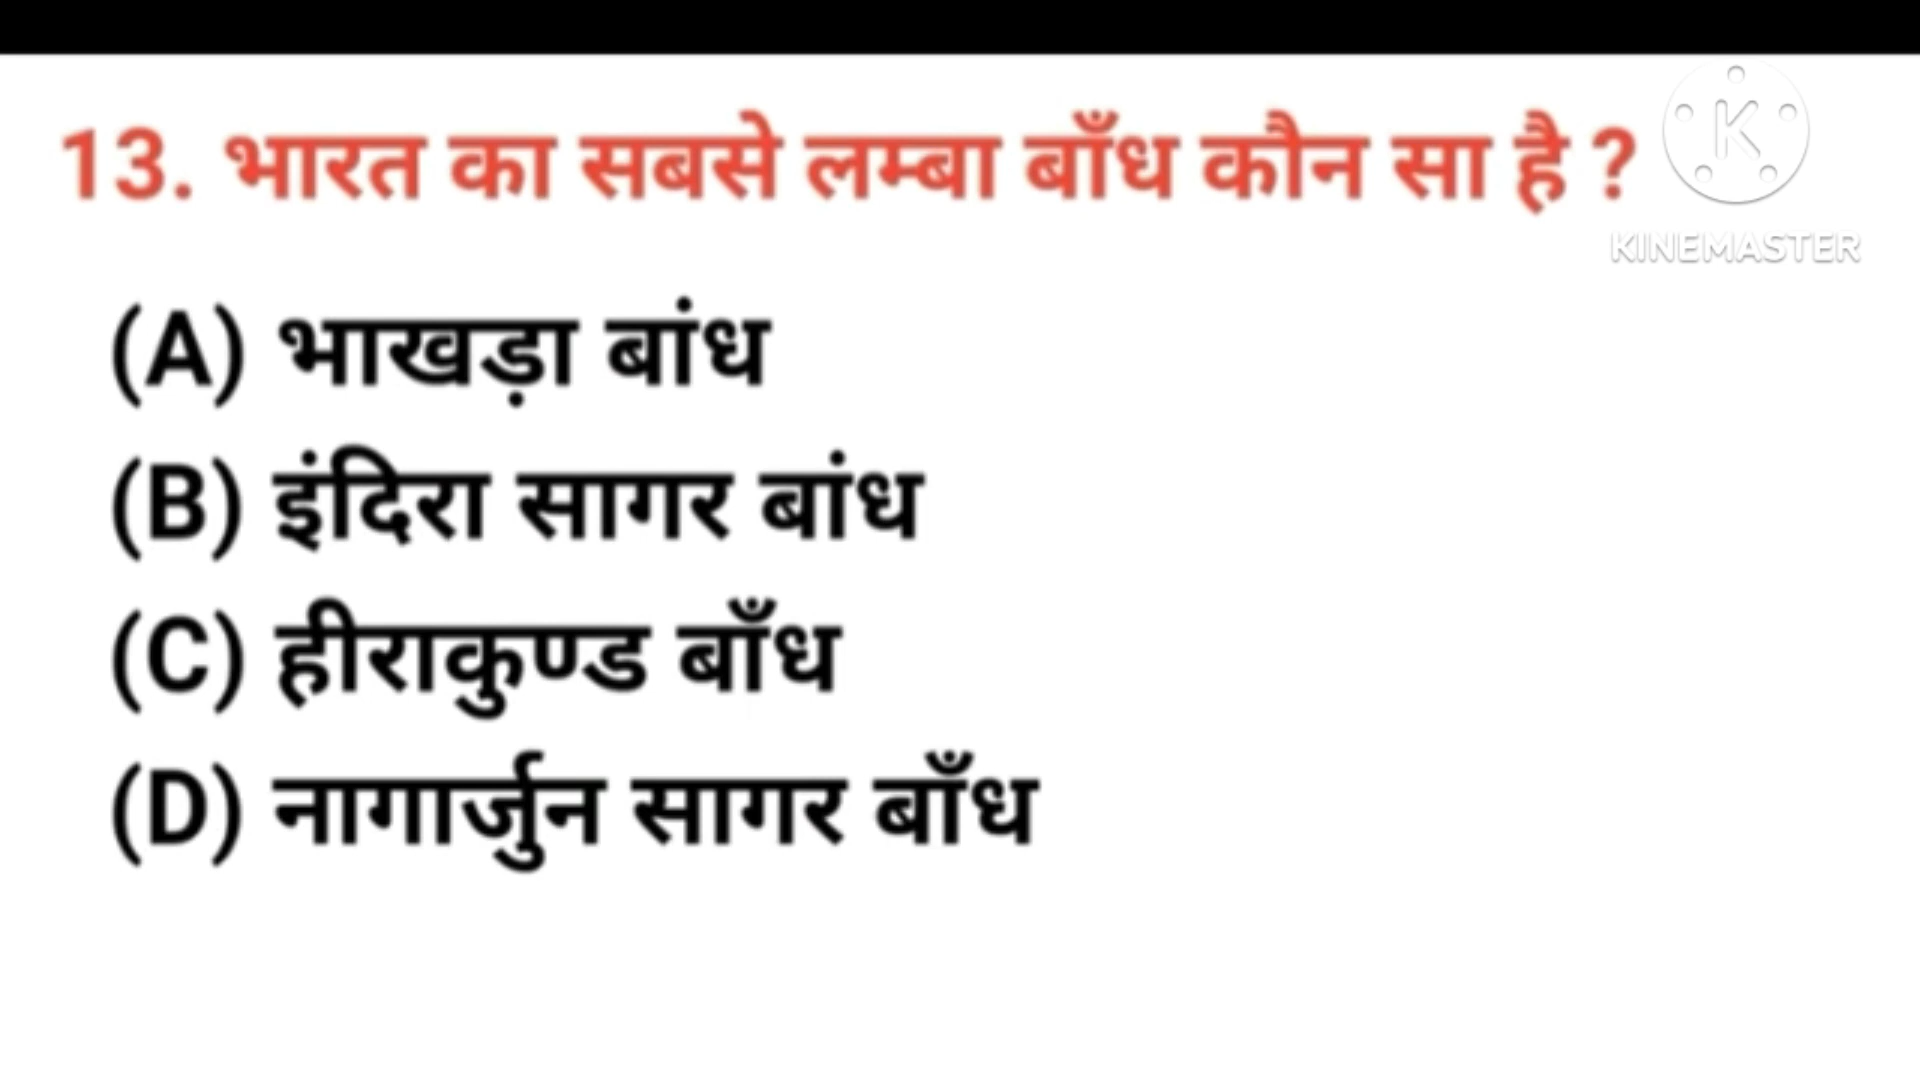 13. भारत का सबसे लम्बा बाँध कौन सा है ?
K
KINEMASTER
(A) भाखड़ा बांध
(B) इंदिरा सागर बांध
(C) हीराकुण्ड बाँध
(D) नागार्जुन सागर बाँध